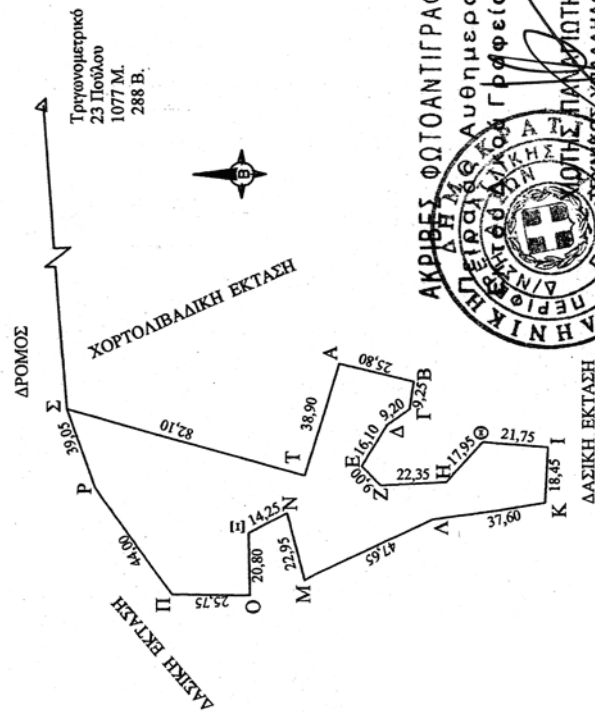 Τριγωνομετρικό
23 Πούλου
1077 Μ.
288 Β.
ΔΡΟΜΟΣ
ΧΟΡΤΟΛΙΒΑΔΙΚΗ ΕΚΤΑΣΗ
ΔΑΣΙΚΗ ΕΚΤΑΣΗ
ΔΑΣΙΚΗ ΕΚΤΑΣΗ
Σ
39,05
Ρ
44,00
Π
25,75
Ο
20,80
Ξ
14,25
Ν
22,95
Μ
47,65
Λ
37,60
Κ
18,45
Ι
21,75
Θ
17,95
Η
22,35
Ζ
9,00
Ε
16,10
Δ
9,20
Γ
9,25
Β
25,80
Α
38,90
Τ
82,10
Β
ΑΚΡΙΒΕΣ ΦΩΤΟΑΝΤΙΓΡΑΦ
Αυθημερό